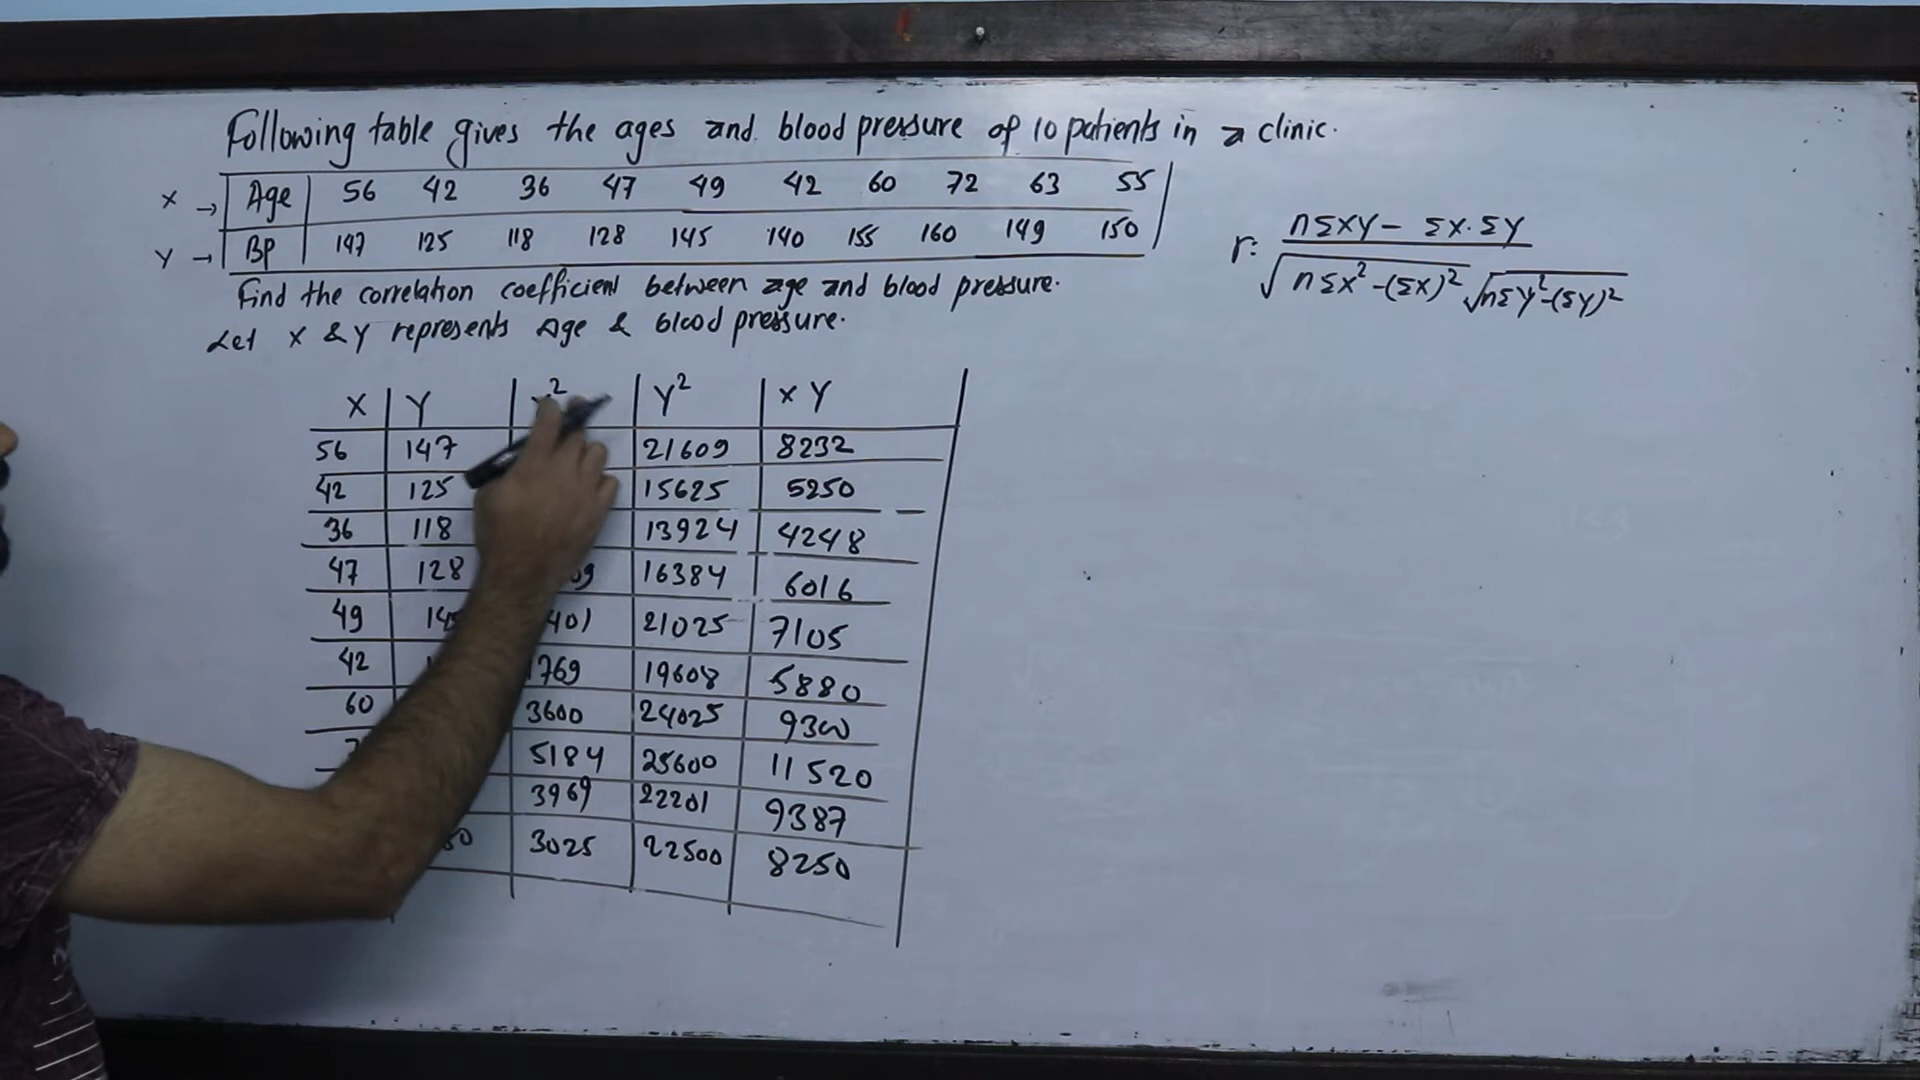 Following table gives the ages and blood pressure of 10 patients in a clinic.
X → Age 56 42 36 47 49 42 60 72 63 55
Y → BP 147 125 118 128 145 140 155 160 149 150
Find the correlation coefficient between age and blood pressure.
Let X & Y represents Age & blood pressure.
r: nΣXY - ΣX.ΣY
√nΣX²-(ΣX)² √nΣY²-(ΣY)²
X Y ² Y² XY
56 147 21609 8232
42 125 15625 5250
36 118 13924 4248
47 128 09 16384 6016
49 401 21025 7105
42 1769 19608 5880
60 3600 24025 9300
5184 25600 11520
3969 22201 9387
3025 22500 8250